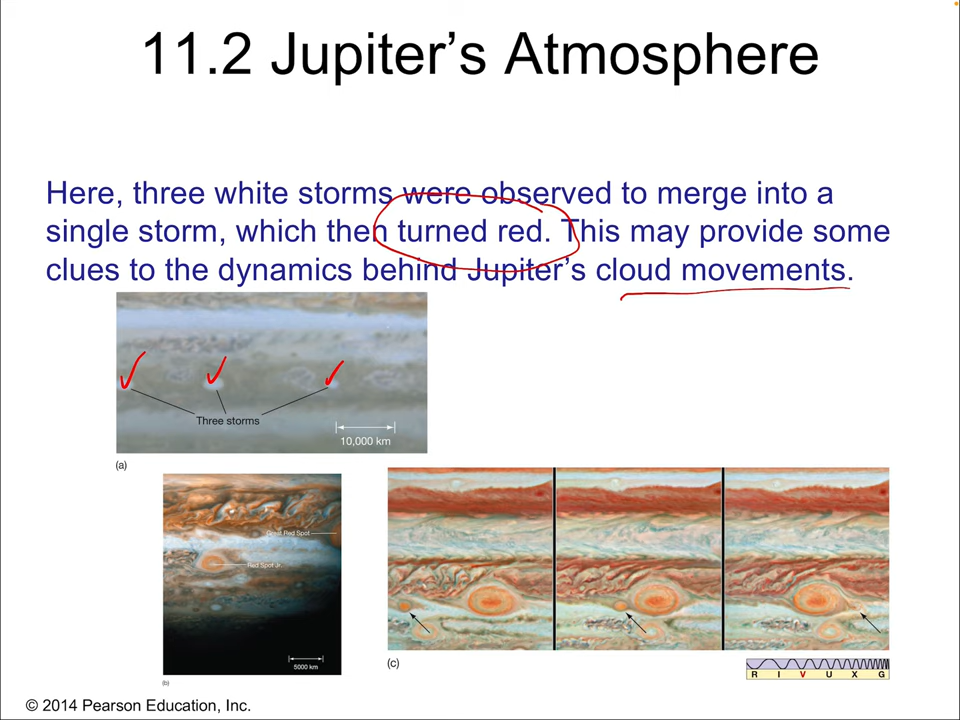 11.2 Jupiter's Atmosphere
Here, three white storms were observed to merge into a
single storm, which then turned red. This may provide some
clues to the dynamics behind Jupiter's cloud movements.
Three storms
10,000 km
(a)
Great Red Spot
Red Spot Jr.
5000 km
(b)
(c)
R I V U X G
© 2014 Pearson Education, Inc.